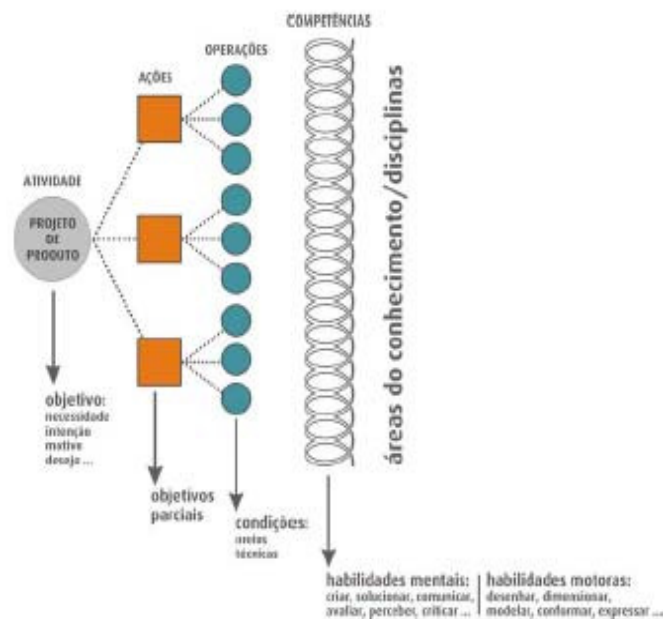 COMPETÊNCIAS
OPERAÇÕES
AÇÕES
ATIVIDADE
PROJETO
DE
PRODUTO
áreas do conhecimento/disciplinas
objetivo:
necessidade
intenção
motivo
desejo ...
objetivos
parciais
condições:
meios
técnicas
habilidades mentais:
criar, solucionar, comunicar,
avaliar, perceber, criticar ...
habilidades motoras:
desenhar, dimensionar,
modelar, conformar, expressar ...